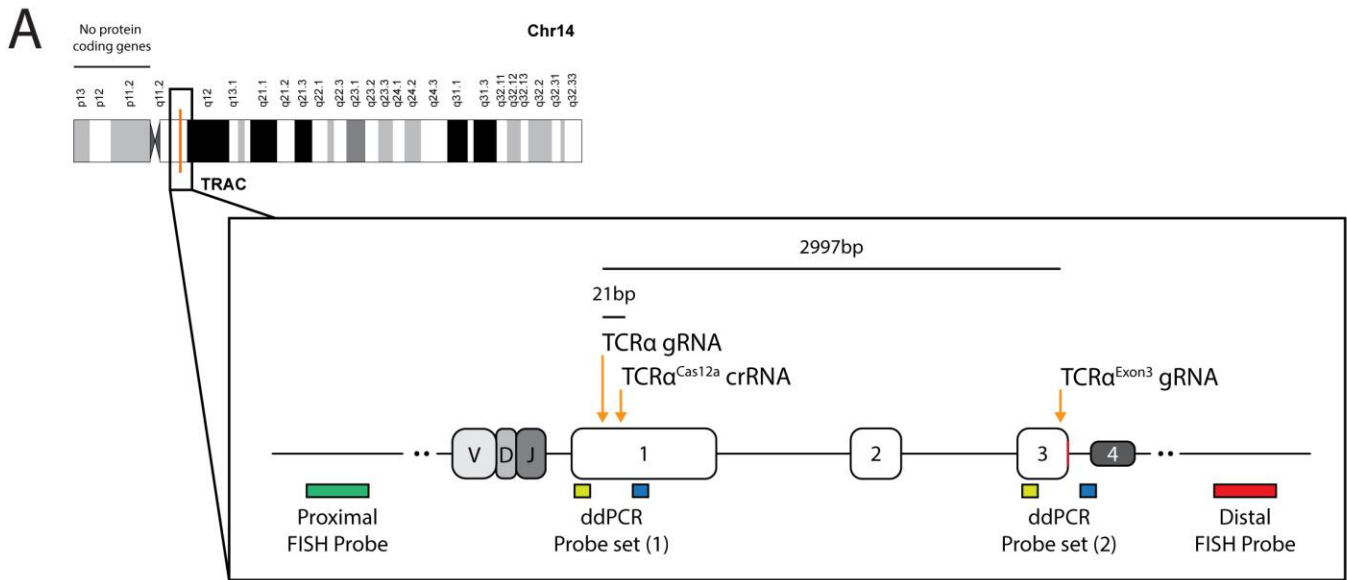 A
No protein
coding genes
Chr14
p13
p12
p11.2
q11.2
q12
q13.1
q21.1
q21.2
q21.3
q22.1
q22.3
q23.1
q23.2
q23.3
q24.1
q24.2
q24.3
q31.1
q31.3
q32.11
q32.12
q32.13
q32.2
q32.31
q32.33
TRAC
2997bp
21bp
TCRα gRNA
TCRα^Cas12a crRNA
TCRα^Exon3 gRNA
V D J 1 2 3 4
Proximal
FISH Probe
ddPCR
Probe set (1)
ddPCR
Probe set (2)
Distal
FISH Probe